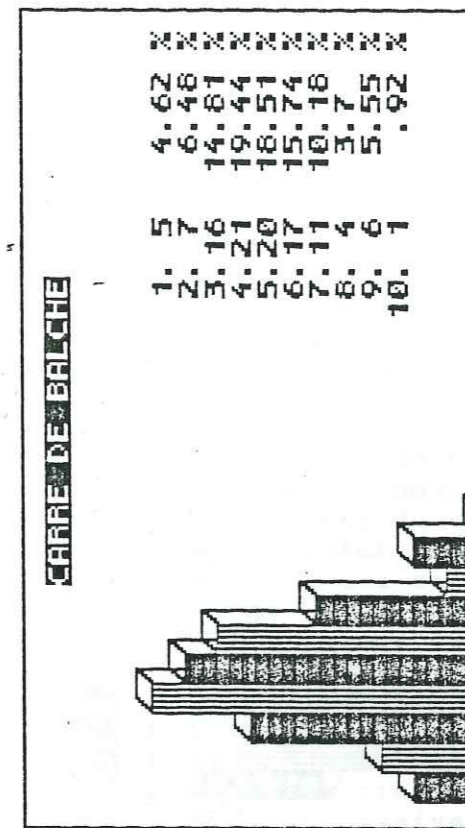 CARRE DE BALCHE
1. 5 4.62 %
2. 7 6.48 %
3. 16 14.81 %
4. 21 19.44 %
5. 20 18.51 %
6. 17 15.74 %
7. 11 10.18 %
8. 4 3.7 %
9. 6 5.55 %
10. 1 .92 %